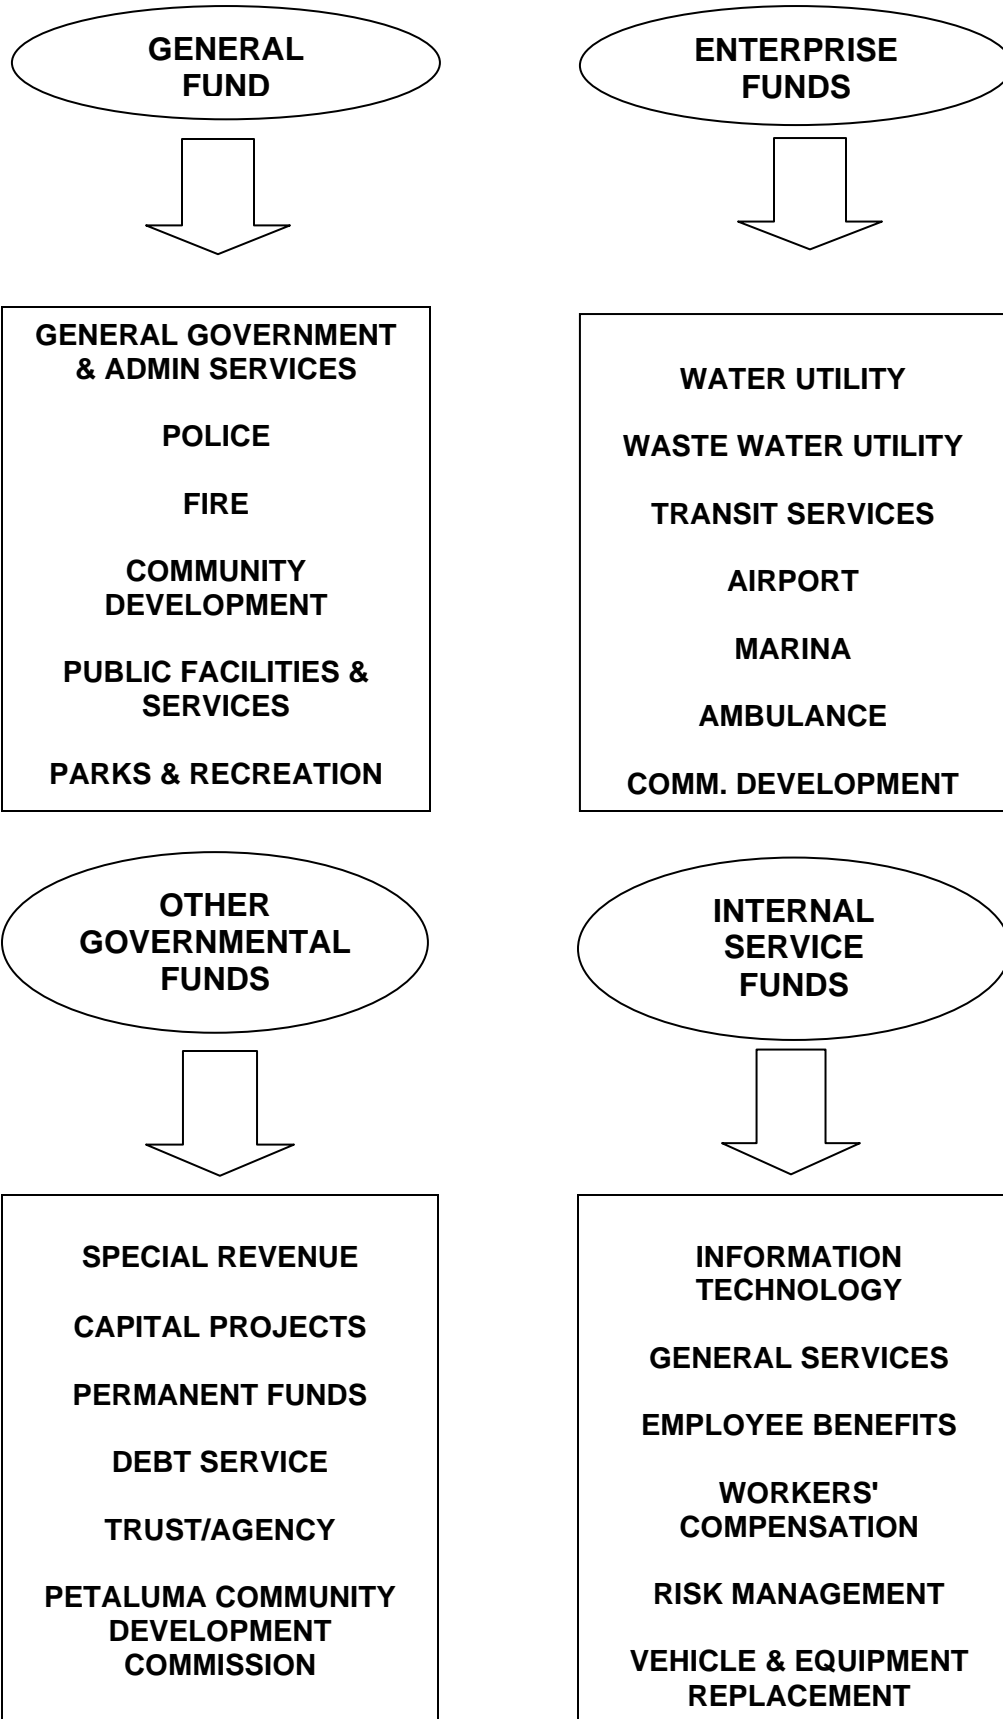 GENERAL
FUND
ENTERPRISE
FUNDS
GENERAL GOVERNMENT
& ADMIN SERVICES
POLICE
FIRE
COMMUNITY
DEVELOPMENT
PUBLIC FACILITIES &
SERVICES
PARKS & RECREATION
WATER UTILITY
WASTE WATER UTILITY
TRANSIT SERVICES
AIRPORT
MARINA
AMBULANCE
COMM. DEVELOPMENT
OTHER
GOVERNMENTAL
FUNDS
INTERNAL
SERVICE
FUNDS
SPECIAL REVENUE
CAPITAL PROJECTS
PERMANENT FUNDS
DEBT SERVICE
TRUST/AGENCY
PETALUMA COMMUNITY
DEVELOPMENT
COMMISSION
INFORMATION
TECHNOLOGY
GENERAL SERVICES
EMPLOYEE BENEFITS
WORKERS'
COMPENSATION
RISK MANAGEMENT
VEHICLE & EQUIPMENT
REPLACEMENT